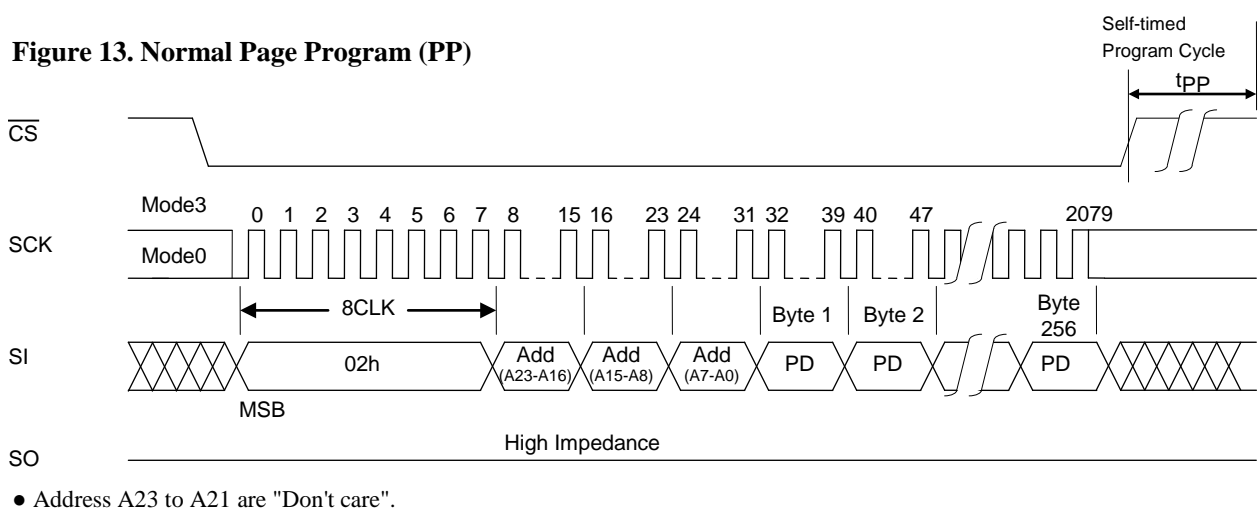 Self-timed
Program Cycle
Figure 13. Normal Page Program (PP)
tPP
CS
Mode3
0 1 2 3 4 5 6 7 8 15 16 23 24 31 32 39 40 47 2079
SCK
Mode0
8CLK
Byte 1
Byte 2
Byte
256
SI
02h
Add
(A23-A16)
Add
(A15-A8)
Add
(A7-A0)
PD
PD
PD
MSB
High Impedance
SO
● Address A23 to A21 are "Don't care".